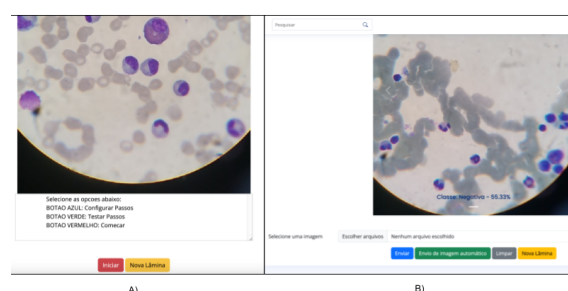 Selecione as opcoes abaixo:
BOTAO AZUL: Configurar Passos
BOTAO VERDE: Testar Passos
BOTAO VERMELHO: Comecar
Iniciar
Nova Lâmina
A)
Pesquisar
Classe: Negativa - 55.33%
Selecione uma imagem
Escolher arquivos
Nenhum arquivo escolhido
Enviar
Envio de imagem automático
Limpar
Nova Lâmina
B)